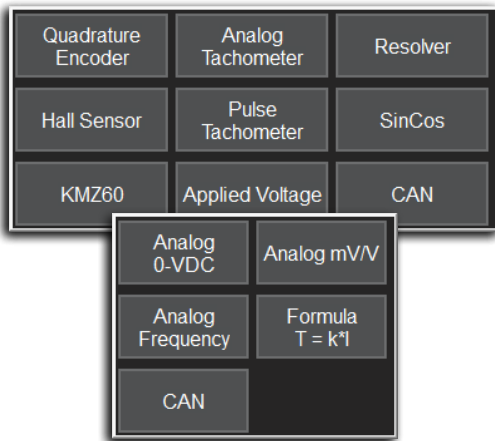 Quadrature
Encoder
Analog
Tachometer
Resolver
Hall Sensor
Pulse
Tachometer
SinCos
KMZ60
Applied Voltage
CAN
Analog
0-VDC
Analog mV/V
Analog
Frequency
Formula
T = k*I
CAN